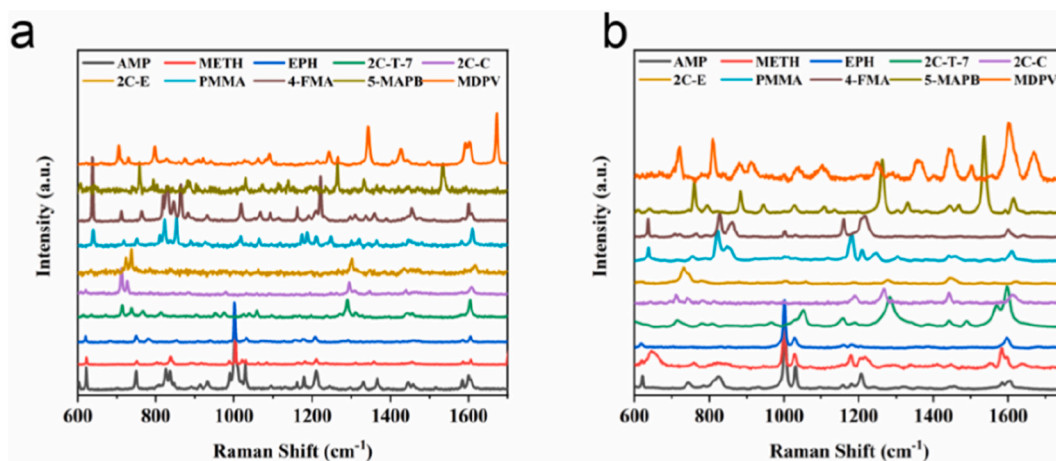 a
AMP METH EPH 2C-T-7 2C-C
2C-E PMMA 4-FMA 5-MAPB MDPV
Intensity (a.u.)
600 800 1000 1200 1400 1600
Raman Shift (cm⁻¹)
b
AMP METH EPH 2C-T-7 2C-C
2C-E PMMA 4-FMA 5-MAPB MDPV
Intensity (a.u.)
600 800 1000 1200 1400 1600
Raman Shift (cm⁻¹)